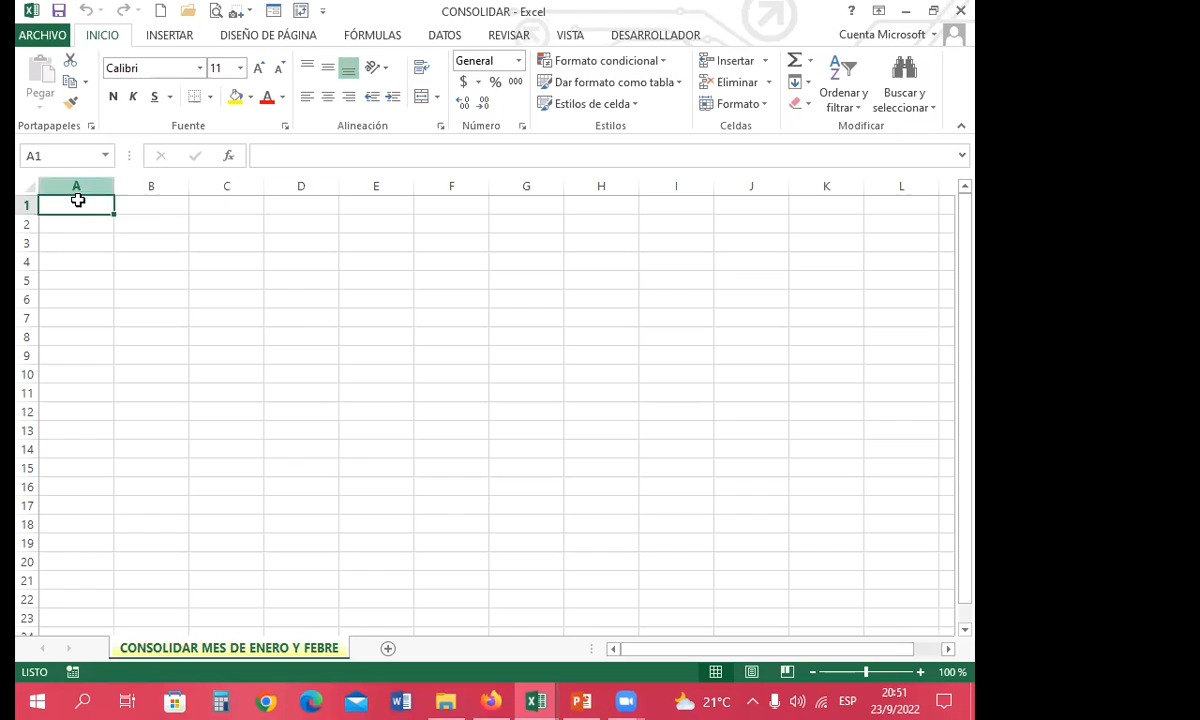 CONSOLIDAR - Excel
?
ARCHIVO INICIO INSERTAR DISEÑO DE PÁGINA FÓRMULAS DATOS REVISAR VISTA DESARROLLADOR Cuenta Microsoft
Pegar
Calibri 11
N K S
A A
General
$ % 000
Formato condicional
Dar formato como tabla
Estilos de celda
Insertar
Eliminar
Formato
Ordenar y filtrar
Buscar y seleccionar
Portapapeles Fuente Alineación Número Estilos Celdas Modificar
A1 fx
A B C D E F G H I J K L
1
2
3
4
5
6
7
8
9
10
11
12
13
14
15
16
17
18
19
20
21
22
23
24
CONSOLIDAR MES DE ENERO Y FEBRE
LISTO 100 %
21°C ESP 20:51
23/9/2022